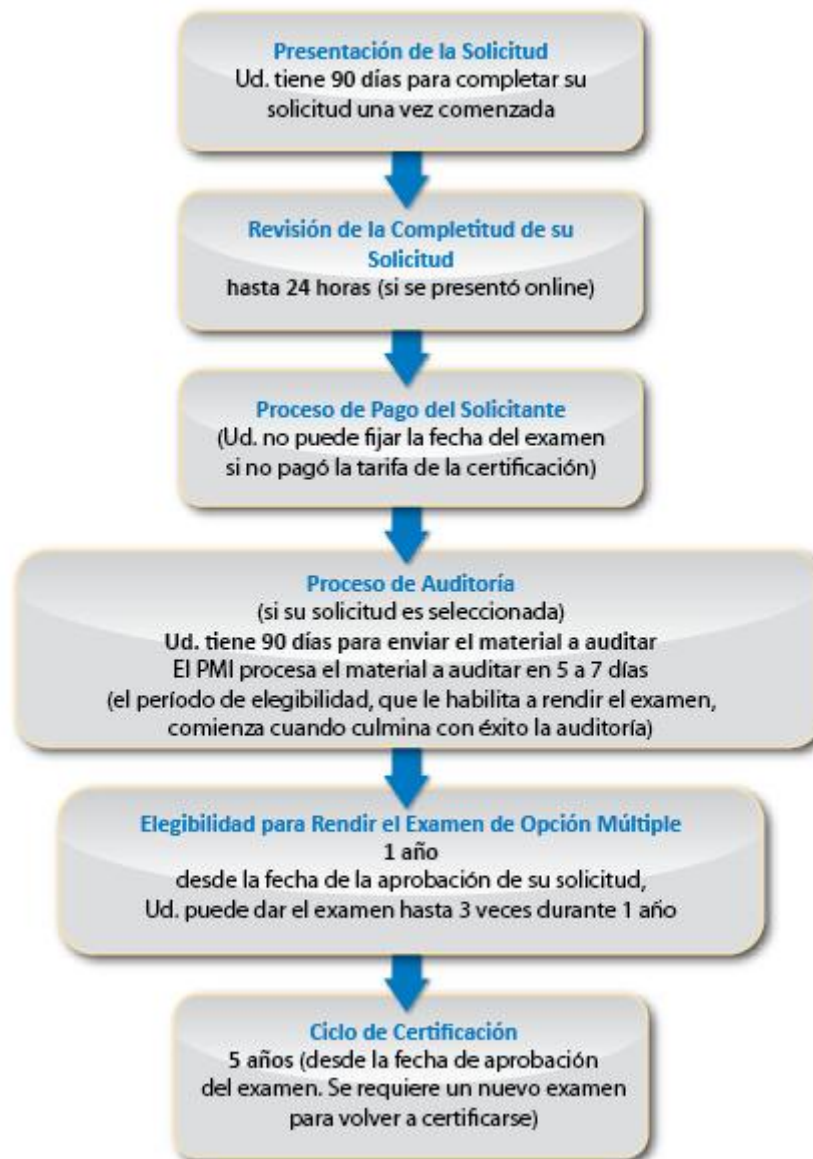 Presentación de la Solicitud
Ud. tiene 90 días para completar su
solicitud una vez comenzada
Revisión de la Completitud de su
Solicitud
hasta 24 horas (si se presentó online)
Proceso de Pago del Solicitante
(Ud. no puede fijar la fecha del examen
si no pagó la tarifa de la certificación)
Proceso de Auditoría
(si su solicitud es seleccionada)
Ud. tiene 90 días para enviar el material a auditar
El PMI procesa el material a auditar en 5 a 7 días
(el período de elegibilidad, que le habilita a rendir el examen,
comienza cuando culmina con éxito la auditoría)
Elegibilidad para Rendir el Examen de Opción Múltiple
1 año
desde la fecha de la aprobación de su solicitud,
Ud. puede dar el examen hasta 3 veces durante 1 año
Ciclo de Certificación
5 años (desde la fecha de aprobación
del examen. Se requiere un nuevo examen
para volver a certificarse)